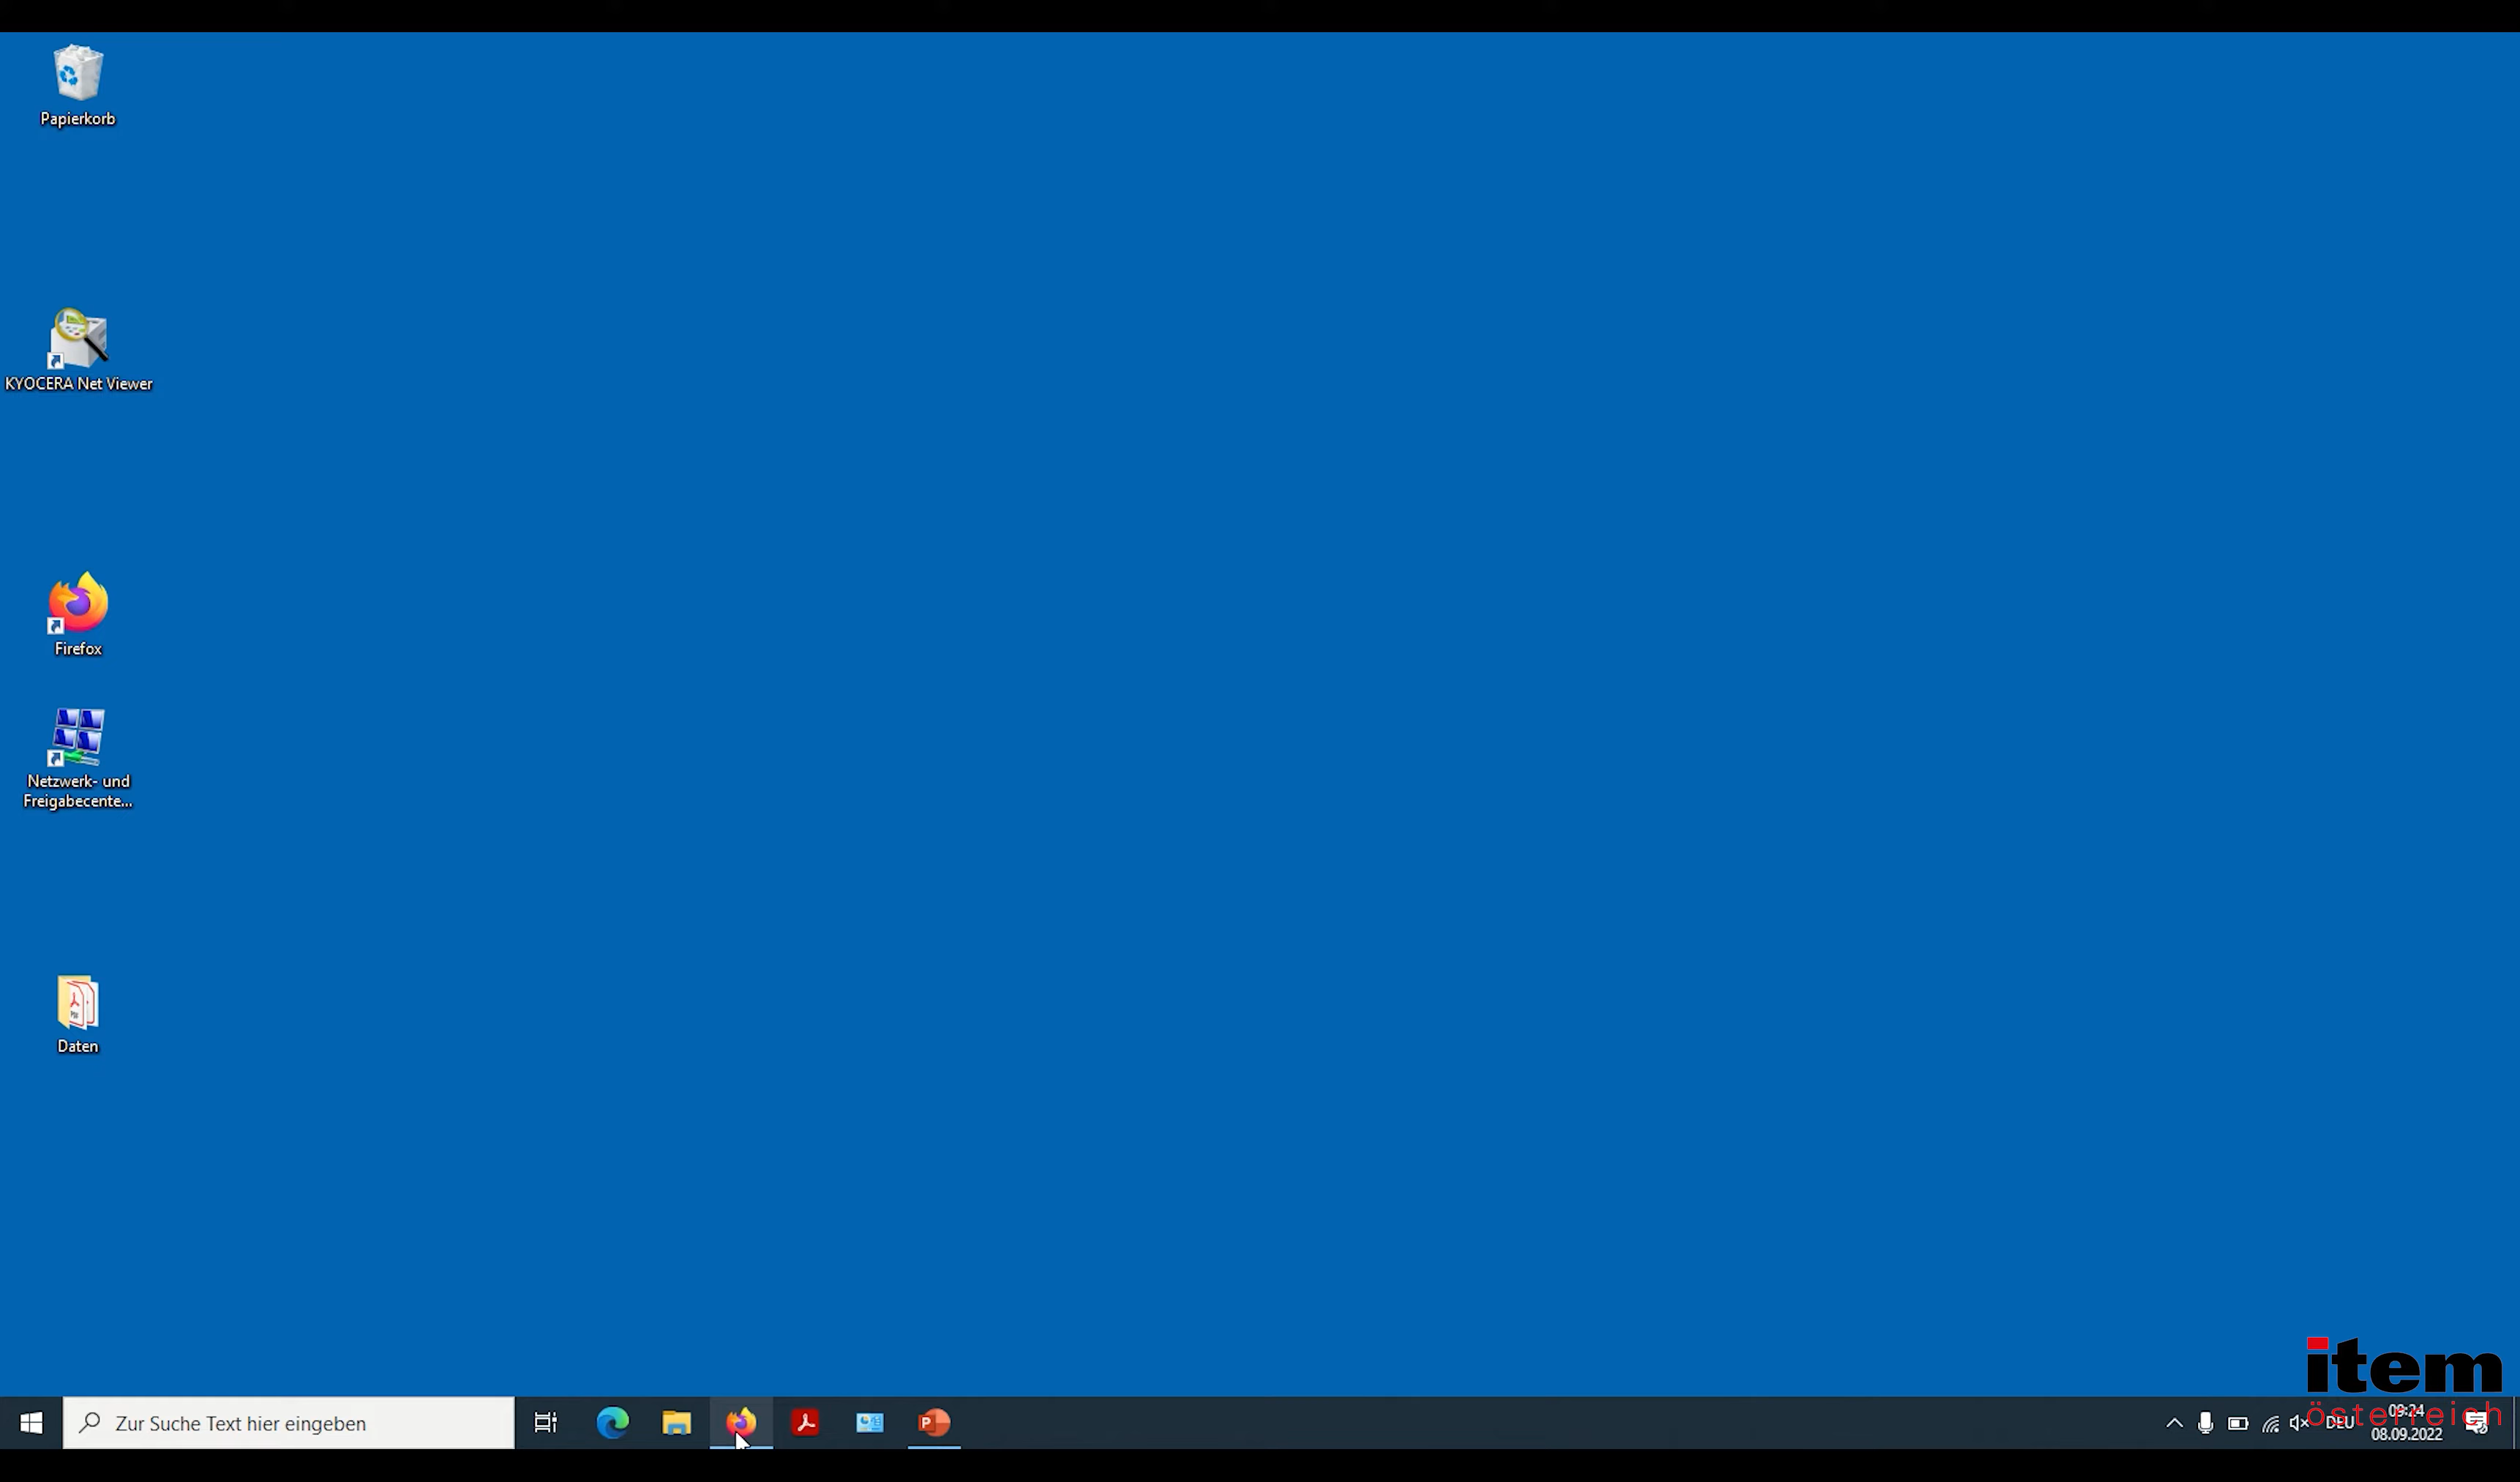 Papierkorb
KYOCERA Net Viewer
Firefox
Netzwerk- und
Freigabecente...
PDF
Daten
item
österreich
Zur Suche Text hier eingeben
P
DEU
09:24
08.09.2022